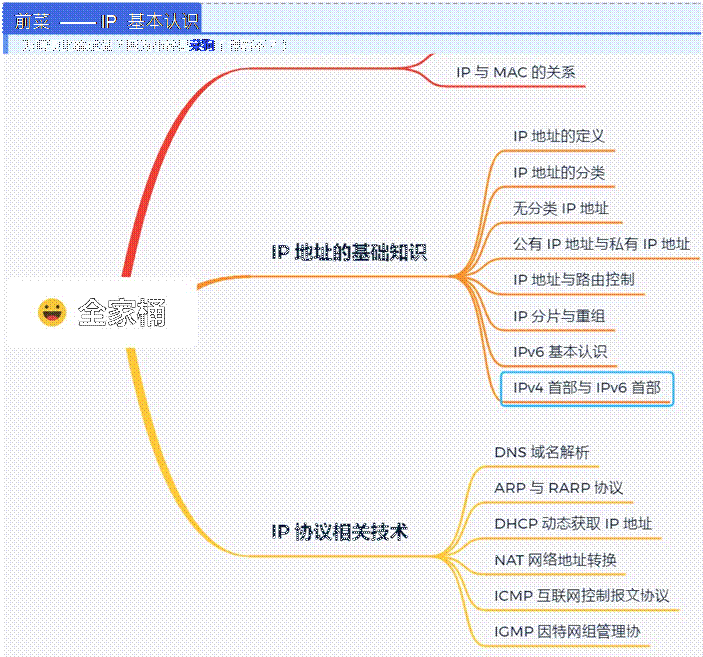 前菜 —— IP 基本认识
IP 与 MAC 的关系
IP 地址的定义
IP 地址的分类
无分类 IP 地址
IP 地址的基础知识
公有 IP 地址与私有 IP 地址
IP 地址与路由控制
IP 分片与重组
全家桶
IPv6 基本认识
IPv4 首部与 IPv6 首部
DNS 域名解析
ARP 与 RARP 协议
IP 协议相关技术
DHCP 动态获取 IP 地址
NAT 网络地址转换
ICMP 互联网控制报文协议
IGMP 因特网组管理协